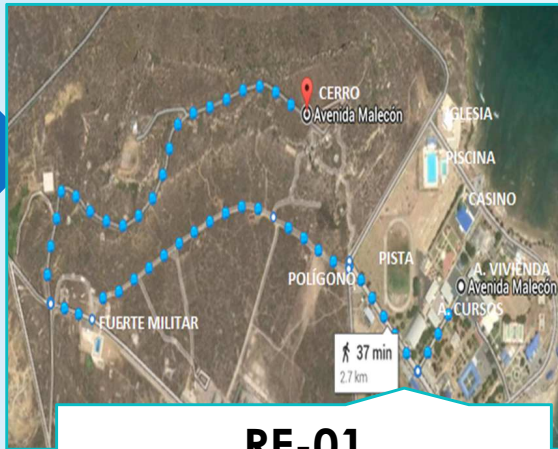 CERRO
Avenida Malecón
IGLESIA
PISCINA
CASINO
PISTA
A. VIVIENDA
POLÍGONO
Avenida Malecón
A. CURSOS
FUERTE MILITAR
37 min
2.7 km
RE-01